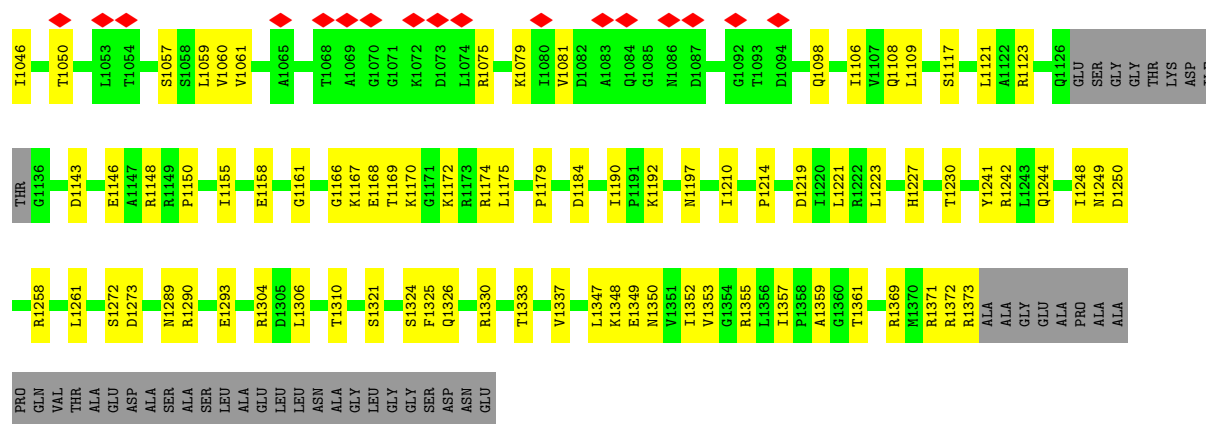 I1046 T1050 L1053 T1054 S1057 S1058 L1059 V1060 V1061 A1065 T1068 A1069 G1070 G1071 K1072 D1073 L1074 R1075 K1079 I1080 V1081 D1082 A1083 Q1084 G1085 N1086 D1087 G1092 T1093 D1094 Q1098 I1106 V1107 Q1108 L1109 S1117 L1121 A1122 R1123 Q1126 GLU SER GLY GLY THR LYS ASP
THR G1136 D1143 E1146 A1147 R1148 R1149 P1150 I1155 E1158 G1161 G1166 K1167 E1168 T1169 K1170 G1171 K1172 R1173 R1174 L1175 P1179 D1184 I1190 P1191 K1192 N1197 I1210 P1214 D1219 I1220 L1221 R1222 L1223 H1227 T1230 Y1241 R1242 L1243 Q1244 I1248 N1249 D1250
R1258 L1261 S1272 D1273 N1289 R1290 E1293 R1304 D1305 L1306 T1310 S1321 S1324 F1325 Q1326 R1330 T1333 V1337 L1347 K1348 E1349 N1350 V1351 I1352 V1353 G1354 R1355 L1356 I1357 P1358 A1359 G1360 T1361 R1369 M1370 R1371 R1372 R1373 ALA ALA GLY GLU ALA PRO ALA ALA
PRO GLN VAL THR ALA GLU ASP ALA SER ALA SER LEU ALA GLU LEU LEU ASN ALA GLY LEU GLY GLY SER ASP ASN GLU